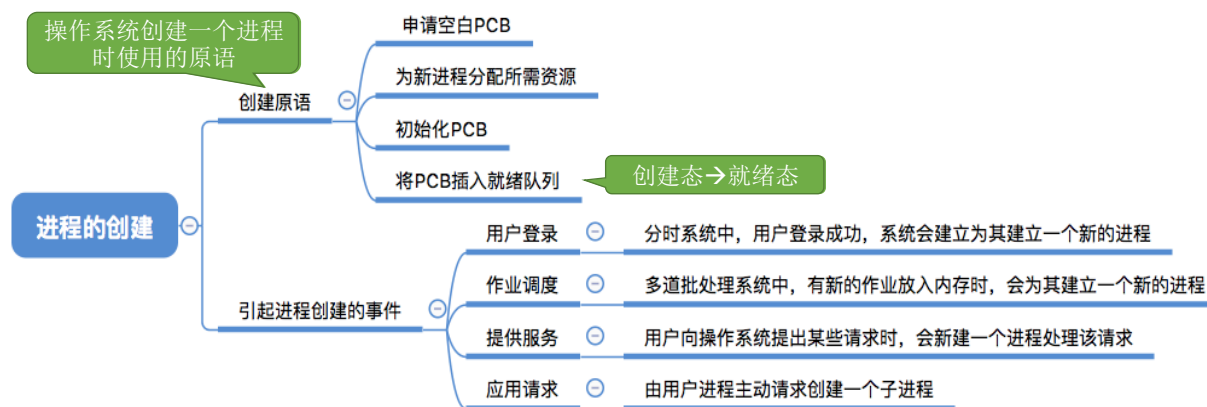 操作系统创建一个进程
时使用的原语
申请空白PCB
为新进程分配所需资源
创建原语
初始化PCB
将PCB插入就绪队列
创建态→就绪态
进程的创建
用户登录
分时系统中，用户登录成功，系统会建立为其建立一个新的进程
作业调度
多道批处理系统中，有新的作业放入内存时，会为其建立一个新的进程
引起进程创建的事件
提供服务
用户向操作系统提出某些请求时，会新建一个进程处理该请求
应用请求
由用户进程主动请求创建一个子进程